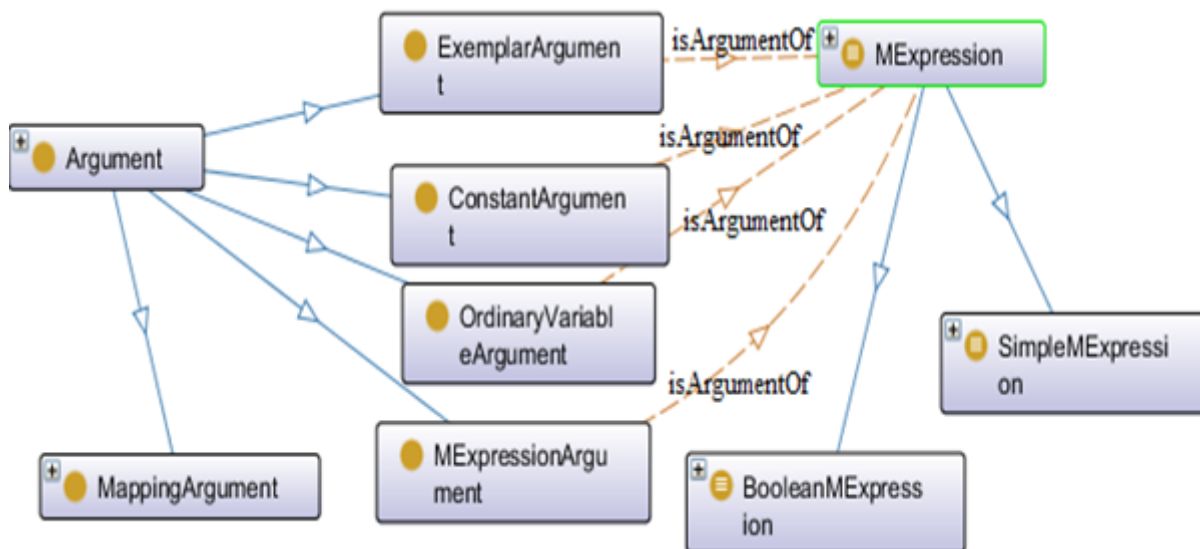 ExemplarArgumen
t
isArgumentOf
MExpression
Argument
isArgumentOf
ConstantArgumen
t
isArgumentOf
OrdinaryVariabl
eArgument
SimpleMExpressi
on
isArgumentOf
MExpressionArgu
ment
MappingArgument
BooleanMExpress
ion